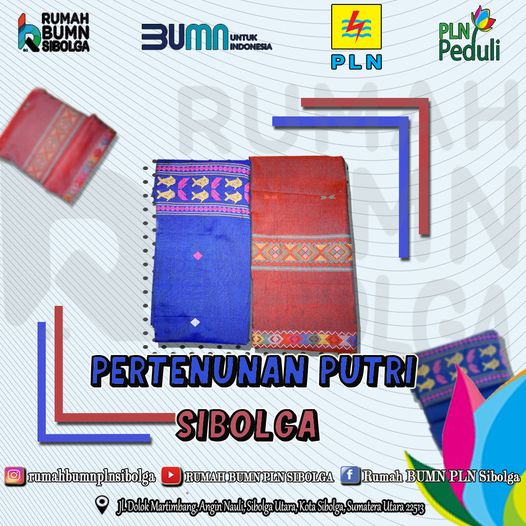 RUMAH
BUMN
SIBOLGA
BUMN UNTUK
INDONESIA
PLN
PLN
Peduli
RUMAH
BUMN
SIBOLGA
PERTENUNAN PUTRI
SIBOLGA
rumahbumnplnsibolga
RUMAH BUMN PLN SIBOLGA
Rumah BUMN PLN Sibolga
Jl. Dolok Martimbang, Angin Nauli, Sibolga Utara, Kota Sibolga, Sumatera Utara 22513